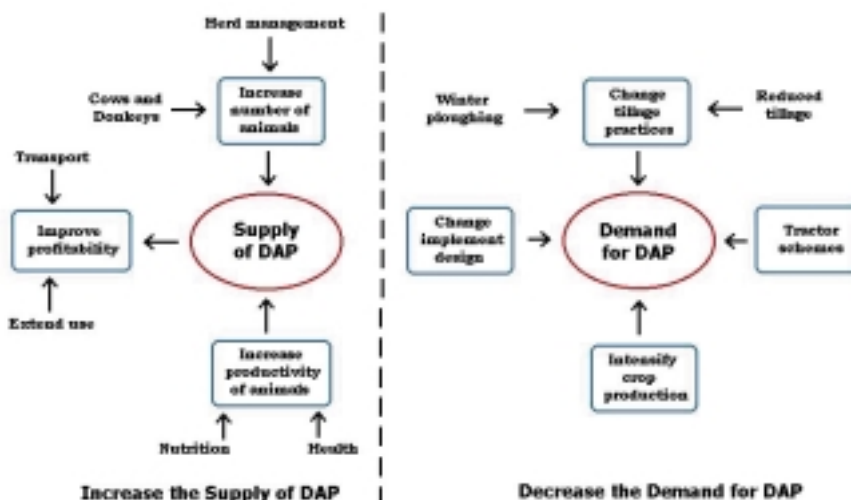 Herd management
Cows and
Donkeys
Increase
number of
animals
Transport
Improve
profitability
Supply
of DAP
Extend use
Increase
productivity
of animals
Nutrition
Health
Increase the Supply of DAP
Winter
ploughing
Change
tillage
practices
Reduced
tillage
Change
implement
design
Demand
for DAP
Tractor
schemes
Intensify
crop
production
Decrease the Demand for DAP